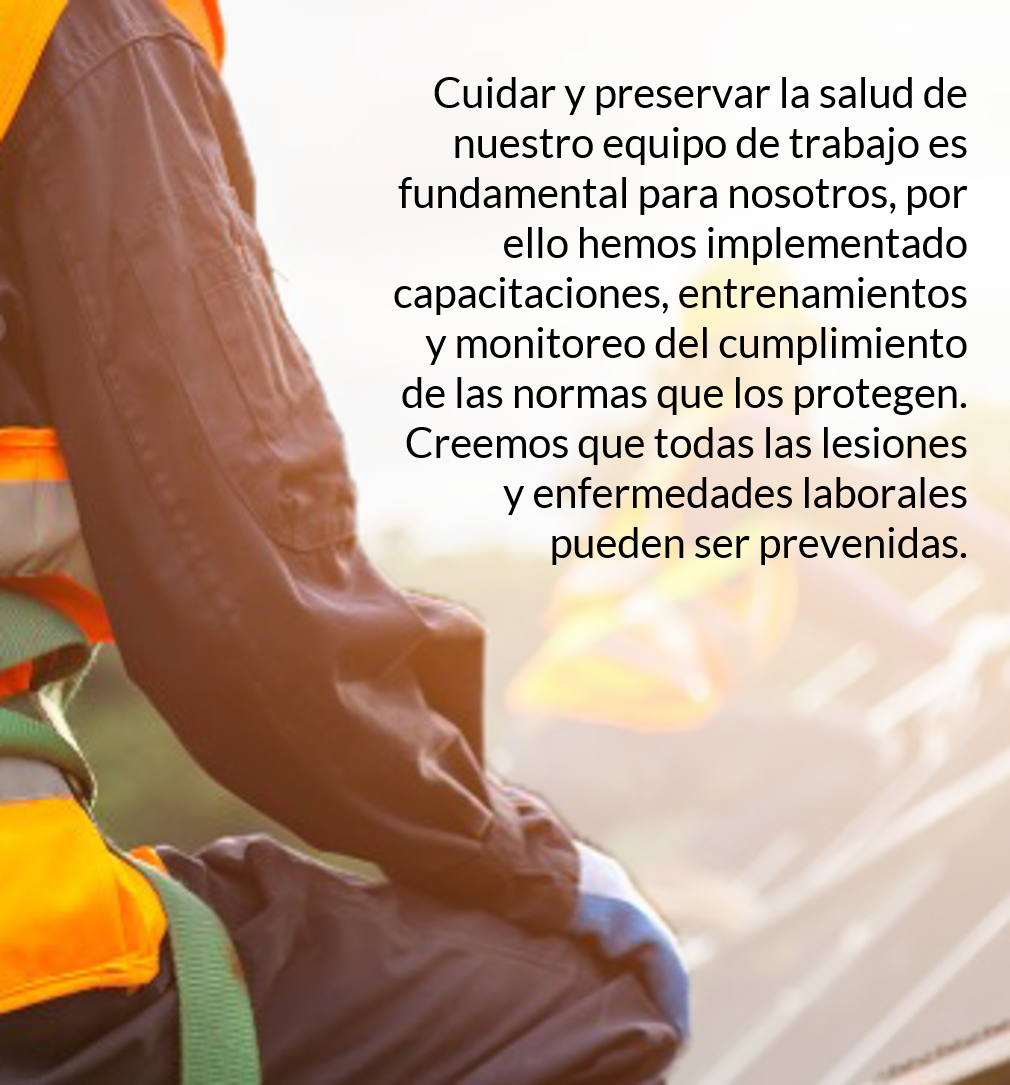 Cuidar y preservar la salud de
nuestro equipo de trabajo es
fundamental para nosotros, por
ello hemos implementado
capacitaciones, entrenamientos
y monitoreo del cumplimiento
de las normas que los protegen.
Creemos que todas las lesiones
y enfermedades laborales
pueden ser prevenidas.